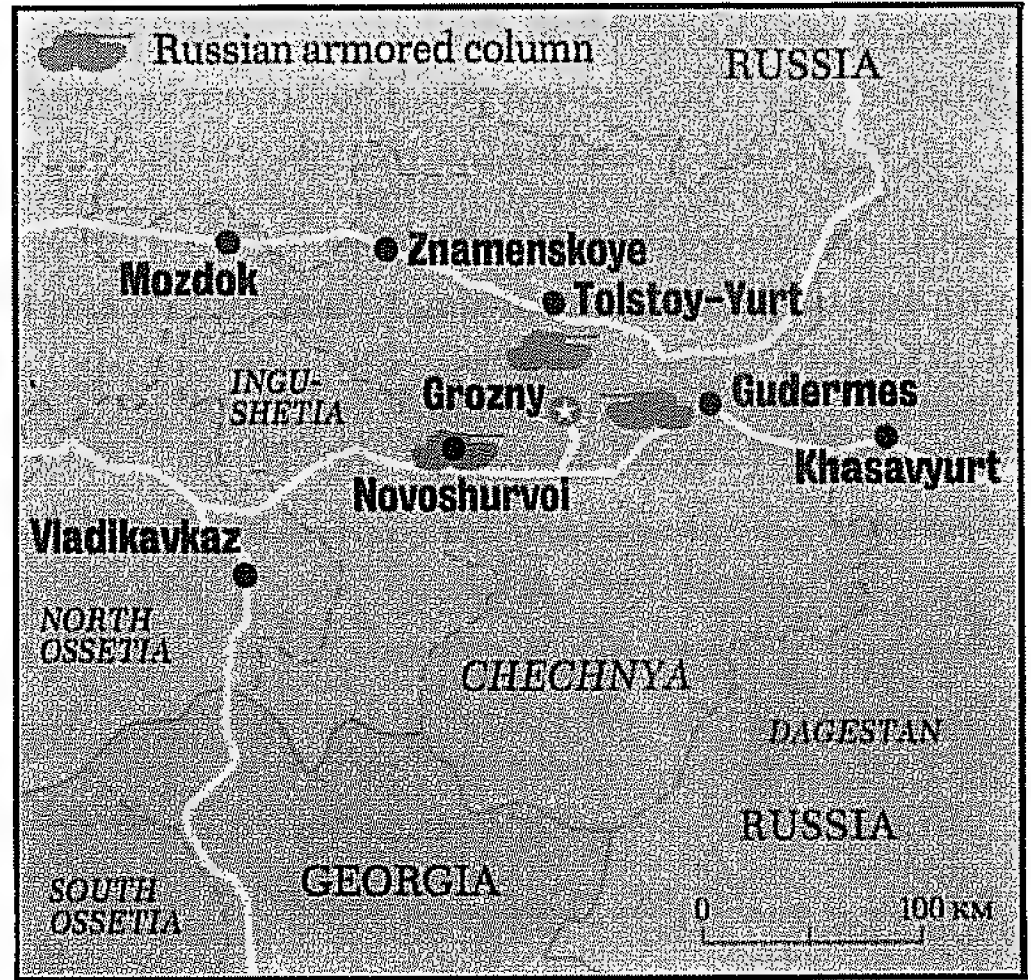 Russian armored column
RUSSIA
Znamenskoye
Mozdok
Tolstoy-Yurt
INGU-
SHETIA
Grozny
Gudermes
Khasavyurt
Novoshurvoi
Vladikavkaz
NORTH
OSSETIA
CHECHNYA
DAGESTAN
RUSSIA
GEORGIA
SOUTH
OSSETIA
0 100 KM